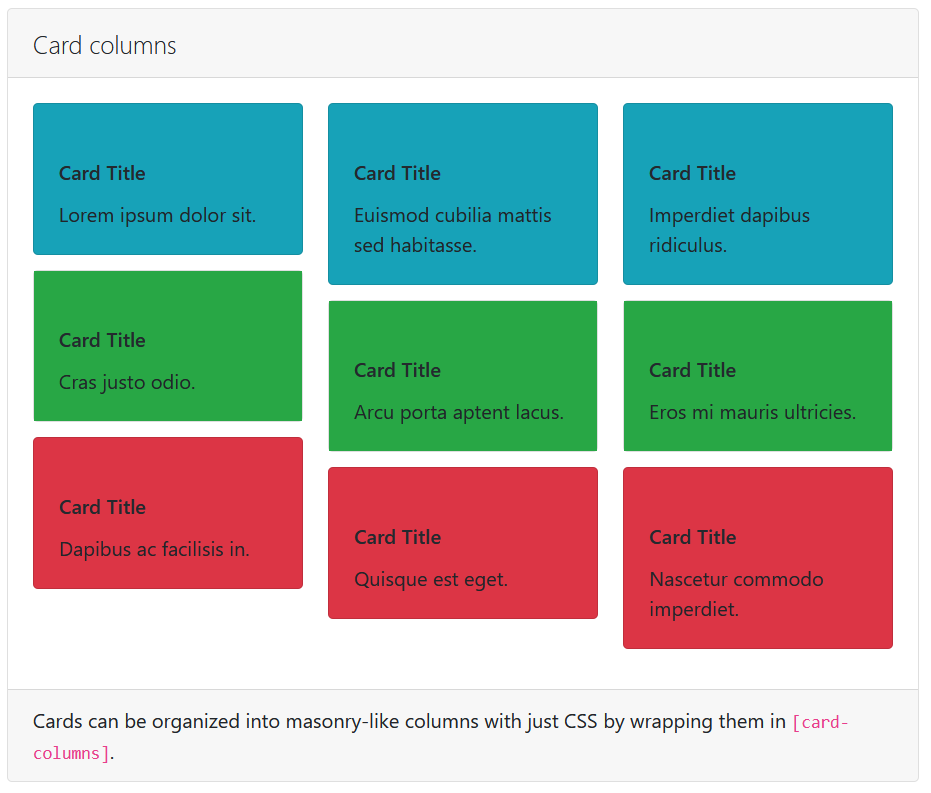 Card columns
Card Title
Lorem ipsum dolor sit.
Card Title
Cras justo odio.
Card Title
Dapibus ac facilisis in.
Card Title
Euismod cubilia mattis
sed habitasse.
Card Title
Arcu porta aptent lacus.
Card Title
Quisque est eget.
Card Title
Imperdiet dapibus
ridiculus.
Card Title
Eros mi mauris ultricies.
Card Title
Nascetur commodo
imperdiet.
Cards can be organized into masonry-like columns with just CSS by wrapping them in [card-
columns].